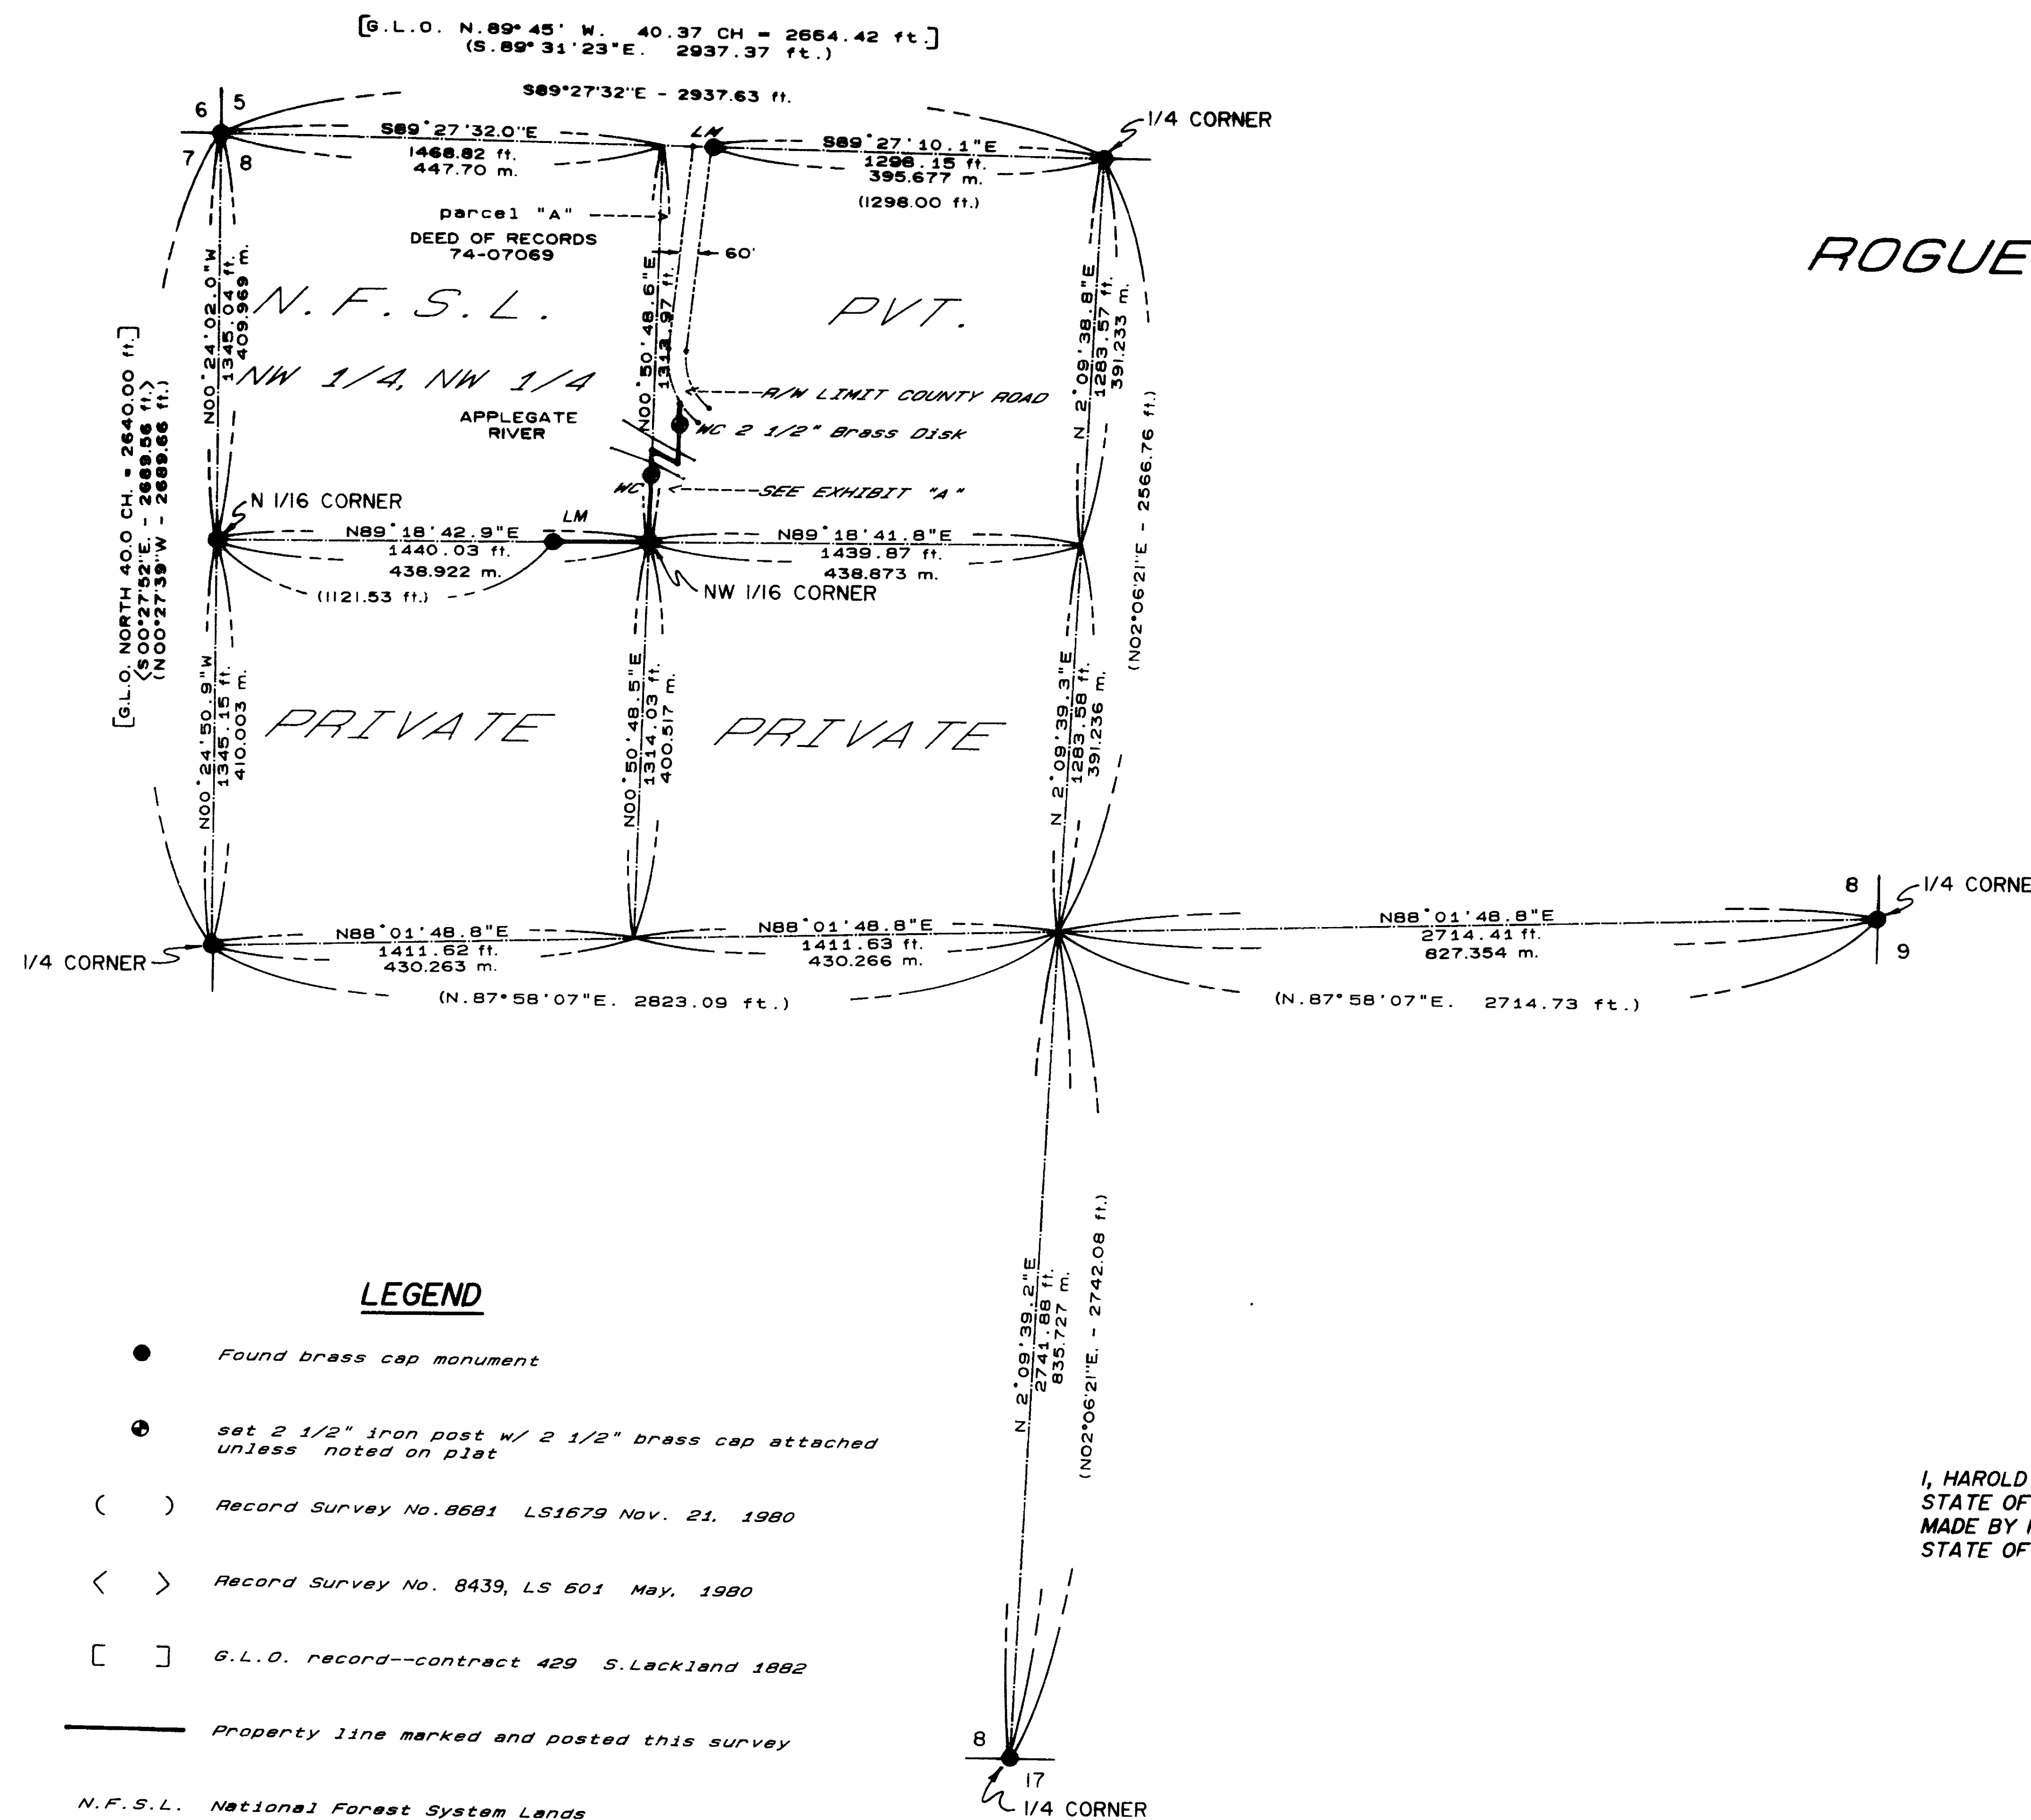 [G.L.O. N.89°45' W. 40.37 CH = 2664.42 ft.]
(S.89°31'23"E. 2937.37 ft.)
S89°27'32"E - 2937.63 ft.
6 5
7 8
S89°27'32.0"E
1468.82 ft.
447.70 m.
LM
S89°27'10.1"E
1298.15 ft.
395.677 m.
(1298.00 ft.)
1/4 CORNER
ROGUE
parcel "A"
DEED OF RECORDS
74-07069
60'
N00°24'02.0"W
1345.04 ft.
409.969 m.
N.F.S.L.
NW 1/4, NW 1/4
N00°50'48.6"E
1313.97 ft.
PVT.
N 2°09'38.8"E
1283.57 ft.
391.233 m.
[G.L.O. NORTH 40.0 CH. = 2640.00 ft.]
<S00°27'52"E. - 2689.56 ft.>
(N00°27'39"W - 2689.66 ft.)
(N02°06'21"E - 2566.76 ft.)
R/W LIMIT COUNTY ROAD
APPLEGATE
RIVER
WC 2 1/2" Brass Disk
WC
SEE EXHIBIT "A"
N 1/16 CORNER
LM
N89°18'42.9"E
1440.03 ft.
438.922 m.
(1121.53 ft.)
N89°18'41.8"E
1439.87 ft.
438.873 m.
NW 1/16 CORNER
N00°24'50.9"W
1345.15 ft.
410.003 m.
PRIVATE
N00°50'48.5"E
1314.03 ft.
400.517 m.
PRIVATE
N 2°09'39.3"E
1283.58 ft.
391.236 m.
1/4 CORNER
N88°01'48.8"E
1411.62 ft.
430.263 m.
N88°01'48.8"E
1411.63 ft.
430.266 m.
(N.87°58'07"E. 2823.09 ft.)
N88°01'48.8"E
2714.41 ft.
827.354 m.
(N.87°58'07"E. 2714.73 ft.)
8
9
1/4 CORNE
N 2°09'39.2"E
2741.88 ft.
835.727 m.
(N02°06'21"E. - 2742.08 ft.)
8
17
1/4 CORNER
LEGEND
Found brass cap monument
set 2 1/2" iron post w/ 2 1/2" brass cap attached
unless noted on plat
( ) Record Survey No.8681 LS1679 Nov. 21, 1980
< > Record Survey No. 8439, LS 601 May, 1980
[ ] G.L.O. record--contract 429 S.Lackland 1882
Property line marked and posted this survey
N.F.S.L. National Forest System Lands
I, HAROLD
STATE OF
MADE BY
STATE OF